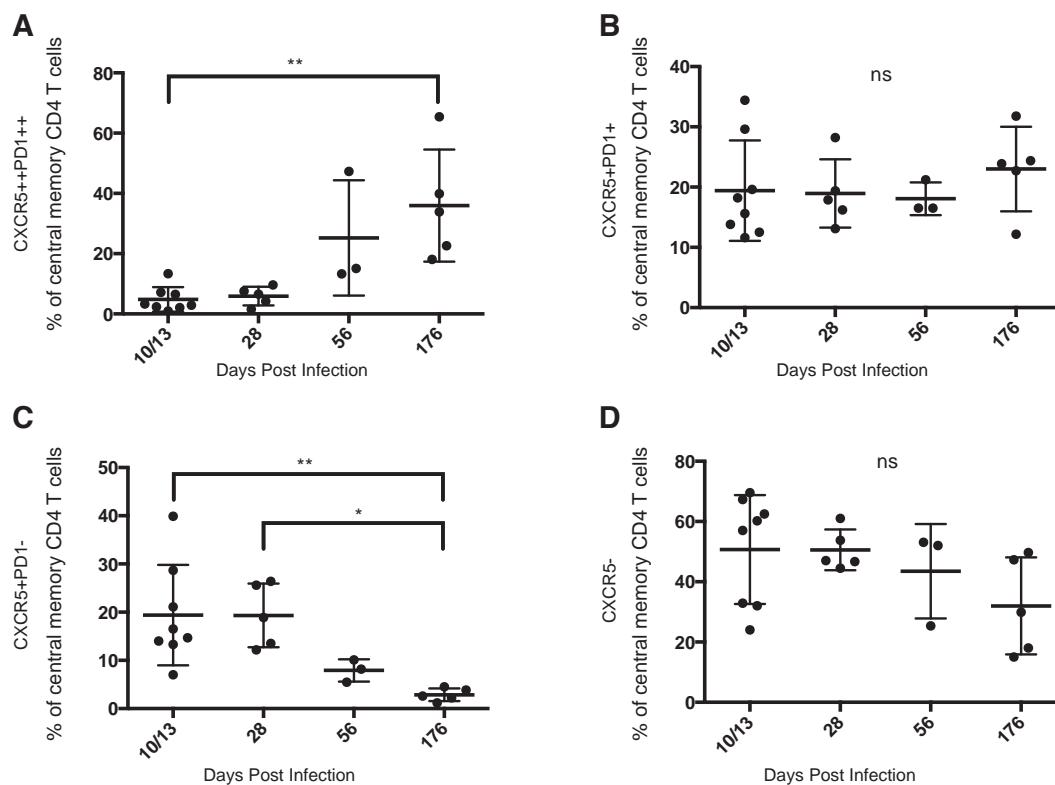 A
CXCR5++PD1++
% of central memory CD4 T cells
80
60
40
20
0
**
10/13
28
56
176
Days Post Infection
B
CXCR5+PD1+
% of central memory CD4 T cells
40
30
20
10
0
ns
10/13
28
56
176
Days Post Infection
C
CXCR5+PD1-
% of central memory CD4 T cells
50
40
30
20
10
0
**
*
10/13
28
56
176
Days Post Infection
D
CXCR5-
% of central memory CD4 T cells
80
60
40
20
0
ns
10/13
28
56
176
Days Post Infection